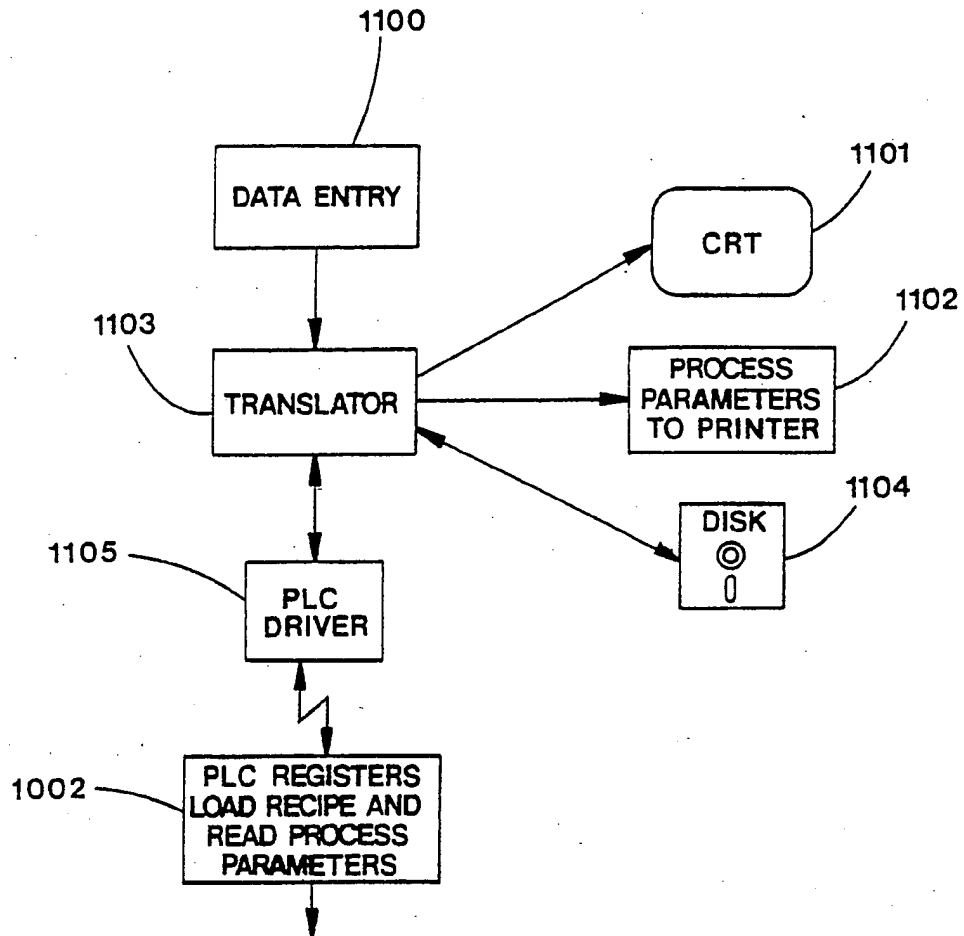 1100
DATA ENTRY
1101
CRT
1102
1103
TRANSLATOR
PROCESS
PARAMETERS
TO PRINTER
1104
DISK
1105
PLC
DRIVER
1002
PLC REGISTERS
LOAD RECIPE AND
READ PROCESS
PARAMETERS